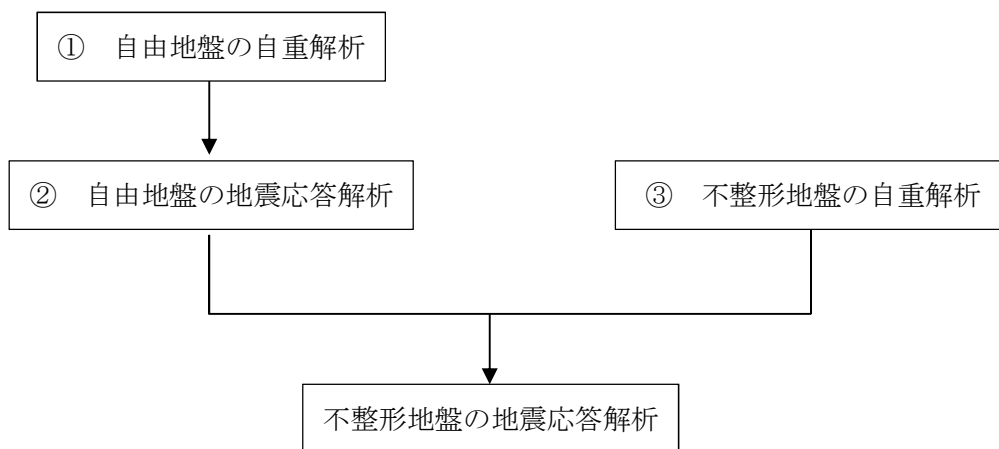 ① 自由地盤の自重解析
② 自由地盤の地震応答解析
③ 不整形地盤の自重解析
不整形地盤の地震応答解析